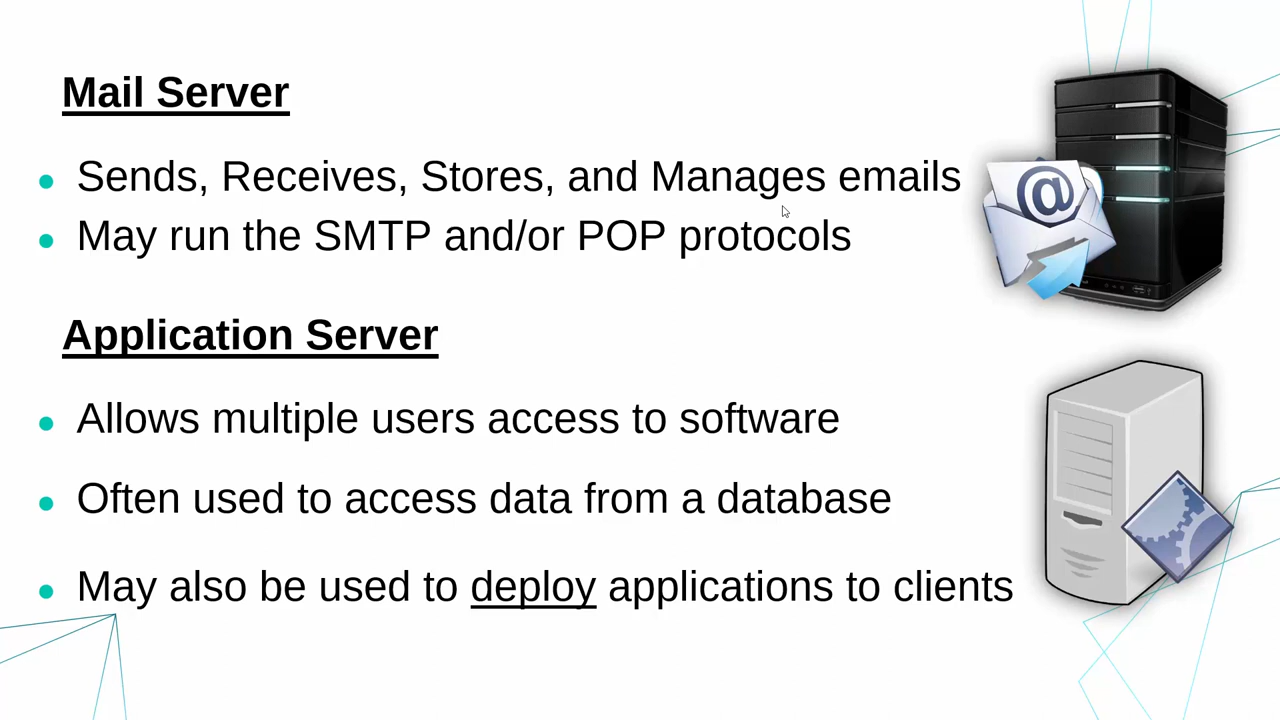 Mail Server
Sends, Receives, Stores, and Manages emails
May run the SMTP and/or POP protocols
Application Server
Allows multiple users access to software
Often used to access data from a database
May also be used to deploy applications to clients